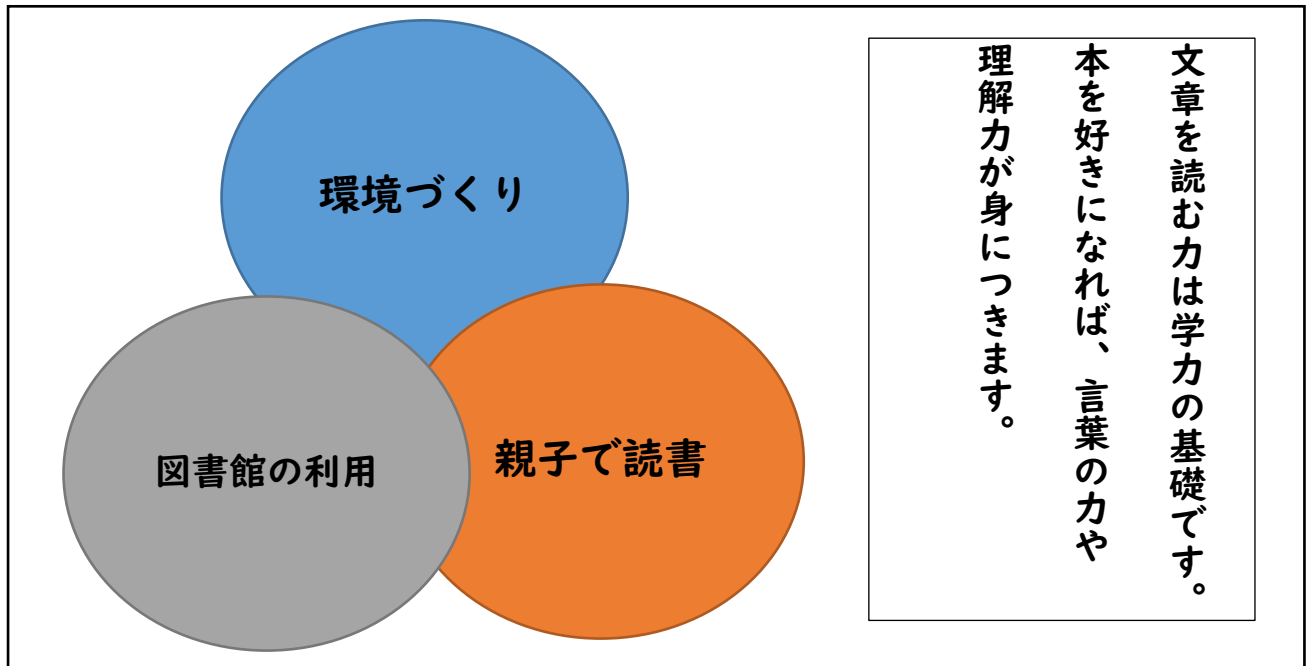 環境づくり
図書館の利用
親子で読書
文章を読む力は学力の基礎です。
本を好きになれば、言葉の力や
理解力が身につきます。